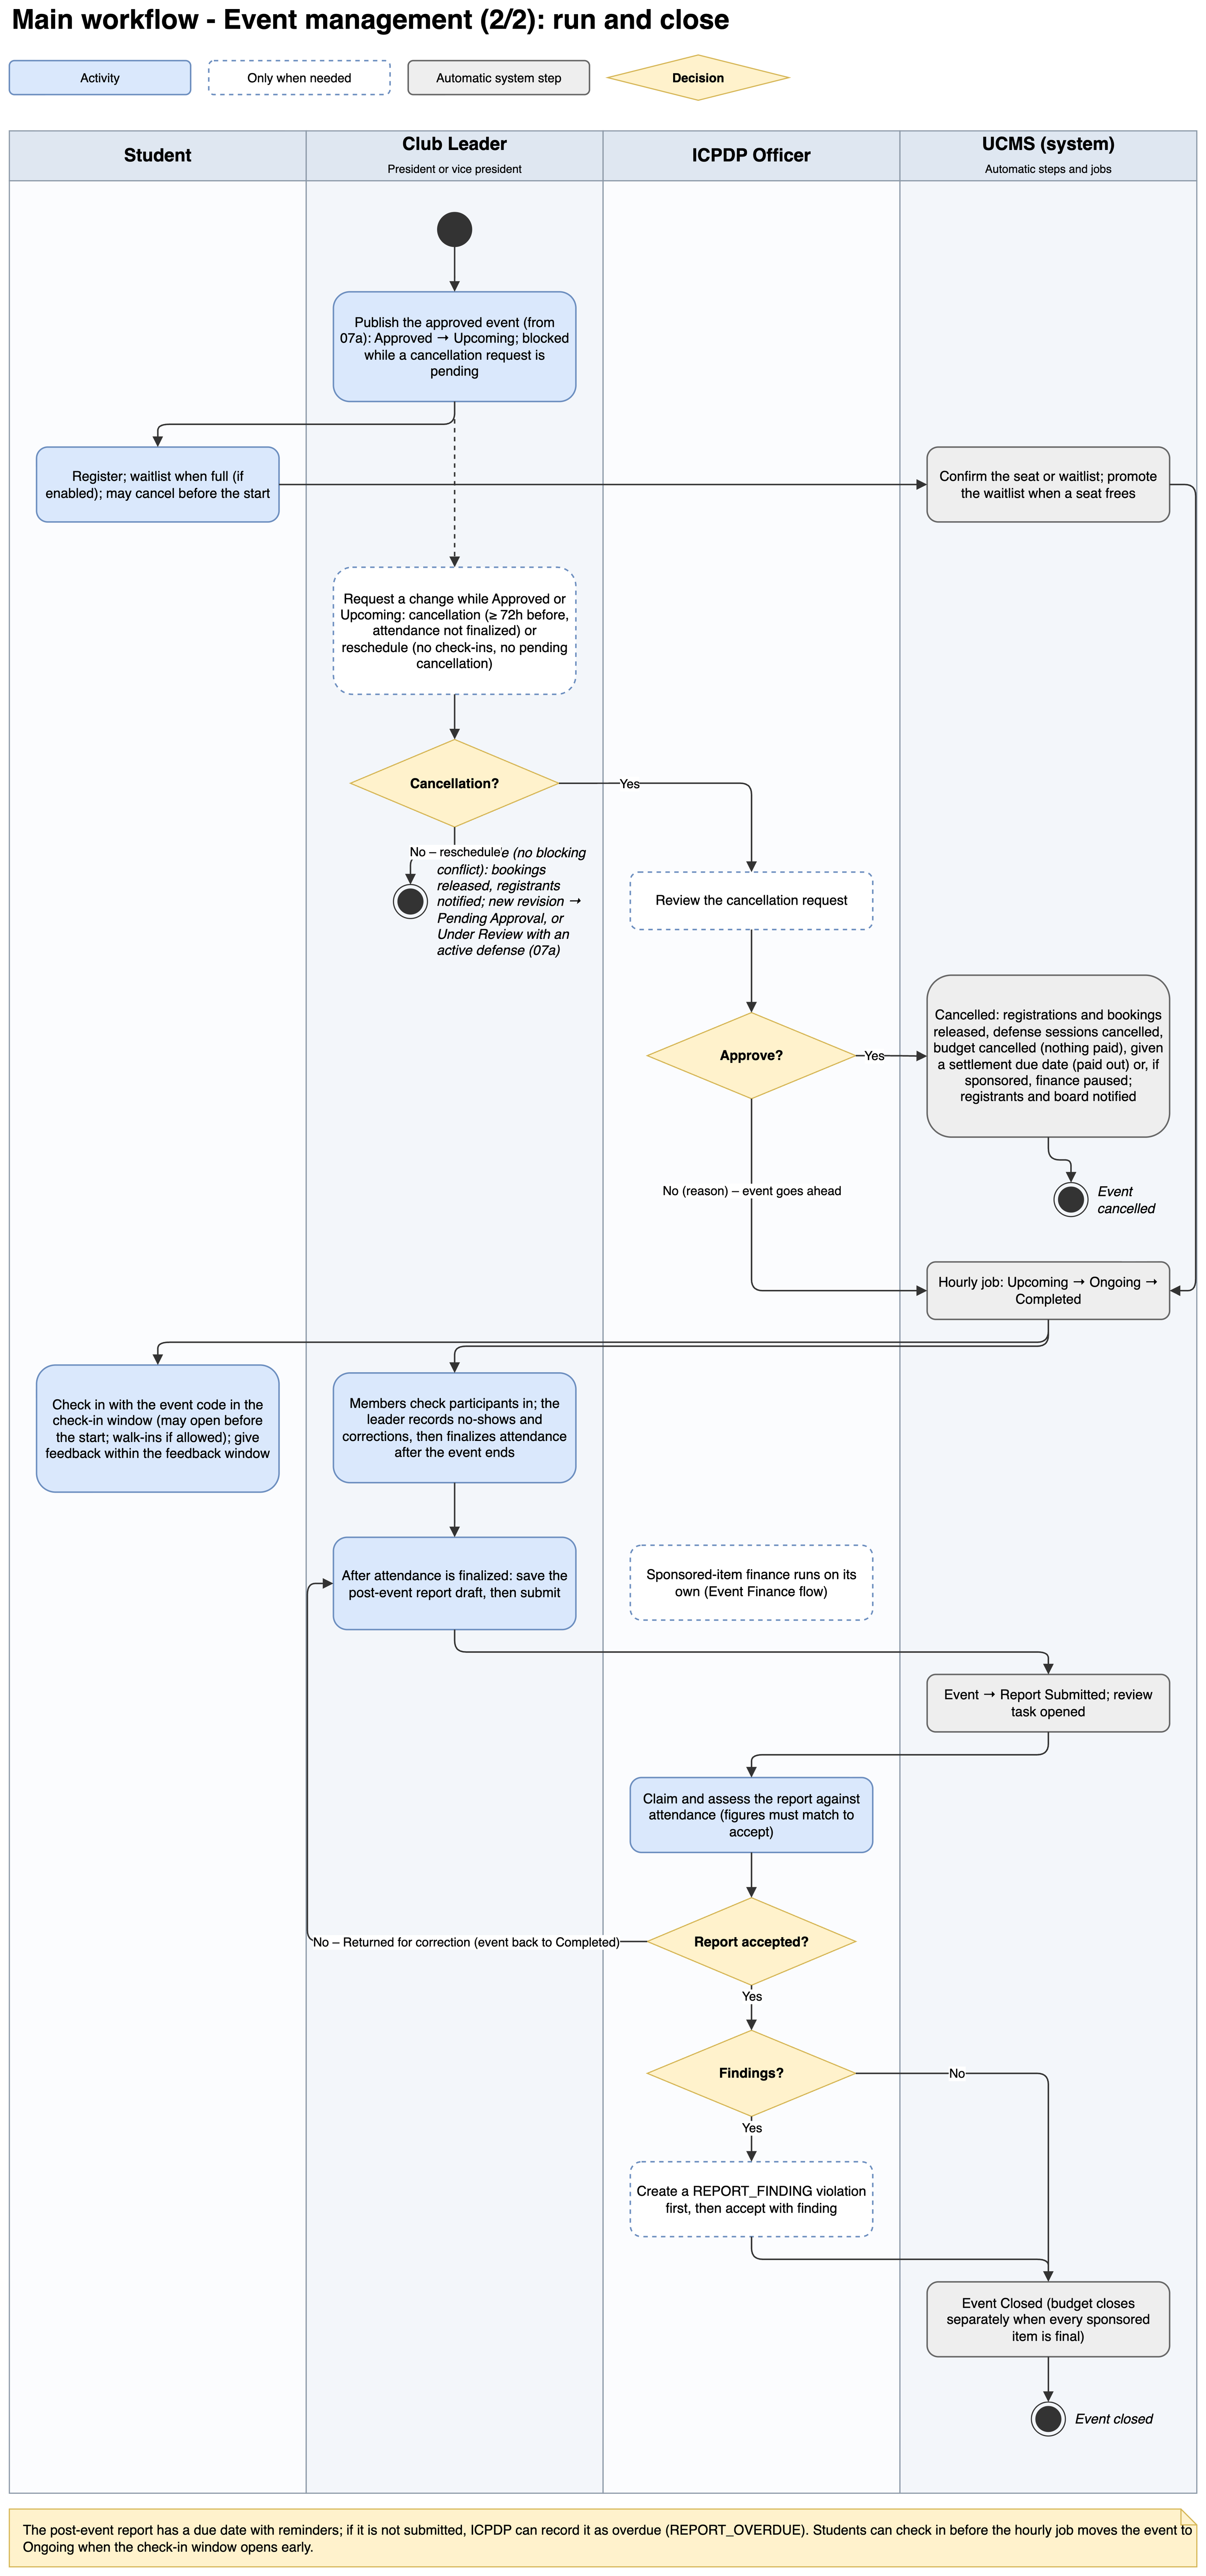 Main workflow - Event management (2/2): run and close
Activity
Only when needed
Automatic system step
Decision
Student
Club Leader
President or vice president
ICPDP Officer
UCMS (system)
Automatic steps and jobs
Publish the approved event (from
07a): Approved → Upcoming; blocked
while a cancellation request is
pending
Register; waitlist when full (if
enabled); may cancel before the start
Confirm the seat or waitlist; promote
the waitlist when a seat frees
Request a change while Approved or
Upcoming: cancellation (≥ 72h before,
attendance not finalized) or
reschedule (no check-ins, no pending
cancellation)
Cancellation?
Yes
No – reschedule
(no blocking
conflict): bookings
released, registrants
notified; new revision →
Pending Approval, or
Under Review with an
active defense (07a)
Review the cancellation request
Approve?
Yes
Cancelled: registrations and bookings
released, defense sessions cancelled,
budget cancelled (nothing paid), given
a settlement due date (paid out) or, if
sponsored, finance paused;
registrants and board notified
Event
cancelled
No (reason) – event goes ahead
Hourly job: Upcoming → Ongoing →
Completed
Check in with the event code in the
check-in window (may open before
the start; walk-ins if allowed); give
feedback within the feedback window
Members check participants in; the
leader records no-shows and
corrections, then finalizes attendance
after the event ends
After attendance is finalized: save the
post-event report draft, then submit
Sponsored-item finance runs on its
own (Event Finance flow)
Event → Report Submitted; review
task opened
Claim and assess the report against
attendance (figures must match to
accept)
Report accepted?
No – Returned for correction (event back to Completed)
Yes
Findings?
No
Yes
Create a REPORT_FINDING violation
first, then accept with finding
Event Closed (budget closes
separately when every sponsored
item is final)
Event closed
The post-event report has a due date with reminders; if it is not submitted, ICPDP can record it as overdue (REPORT_OVERDUE). Students can check in before the hourly job moves the event to
Ongoing when the check-in window opens early.